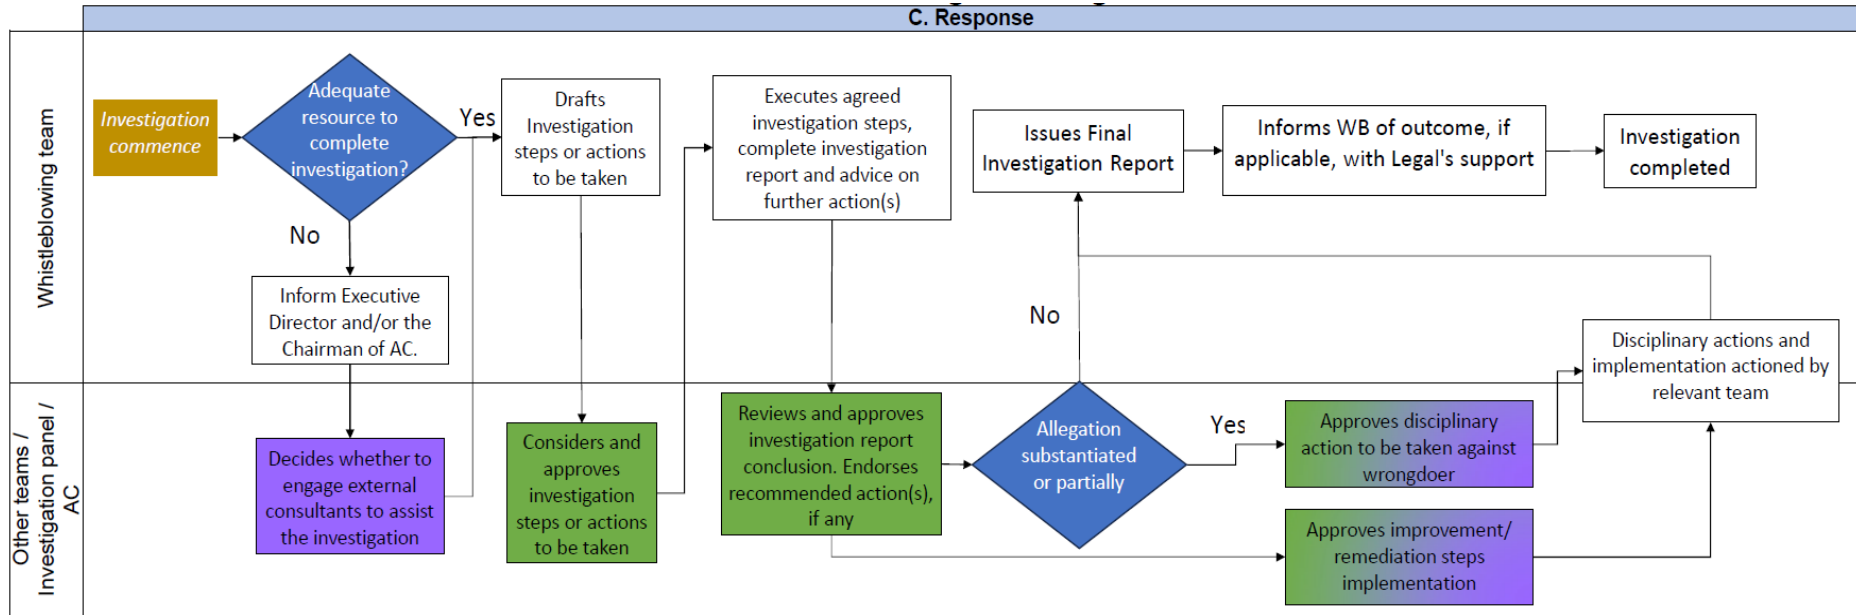 C. Response
Whistleblowing team
Investigation
commence
Adequate
resource to
complete
investigation?
Yes
No
Drafts
Investigation
steps or actions
to be taken
Executes agreed
investigation steps,
complete investigation
report and advice on
further action(s)
Issues Final
Investigation Report
Informs WB of outcome, if
applicable, with Legal's support
Investigation
completed
Inform Executive
Director and/or the
Chairman of AC.
No
Disciplinary actions and
implementation actioned by
relevant team
Other teams /
Investigation panel /
AC
Decides whether to
engage external
consultants to assist
the investigation
Considers and
approves
investigation
steps or actions
to be taken
Reviews and approves
investigation report
conclusion. Endorses
recommended action(s),
if any
Allegation
substantiated
or partially
Yes
Approves disciplinary
action to be taken against
wrongdoer
Approves improvement/
remediation steps
implementation